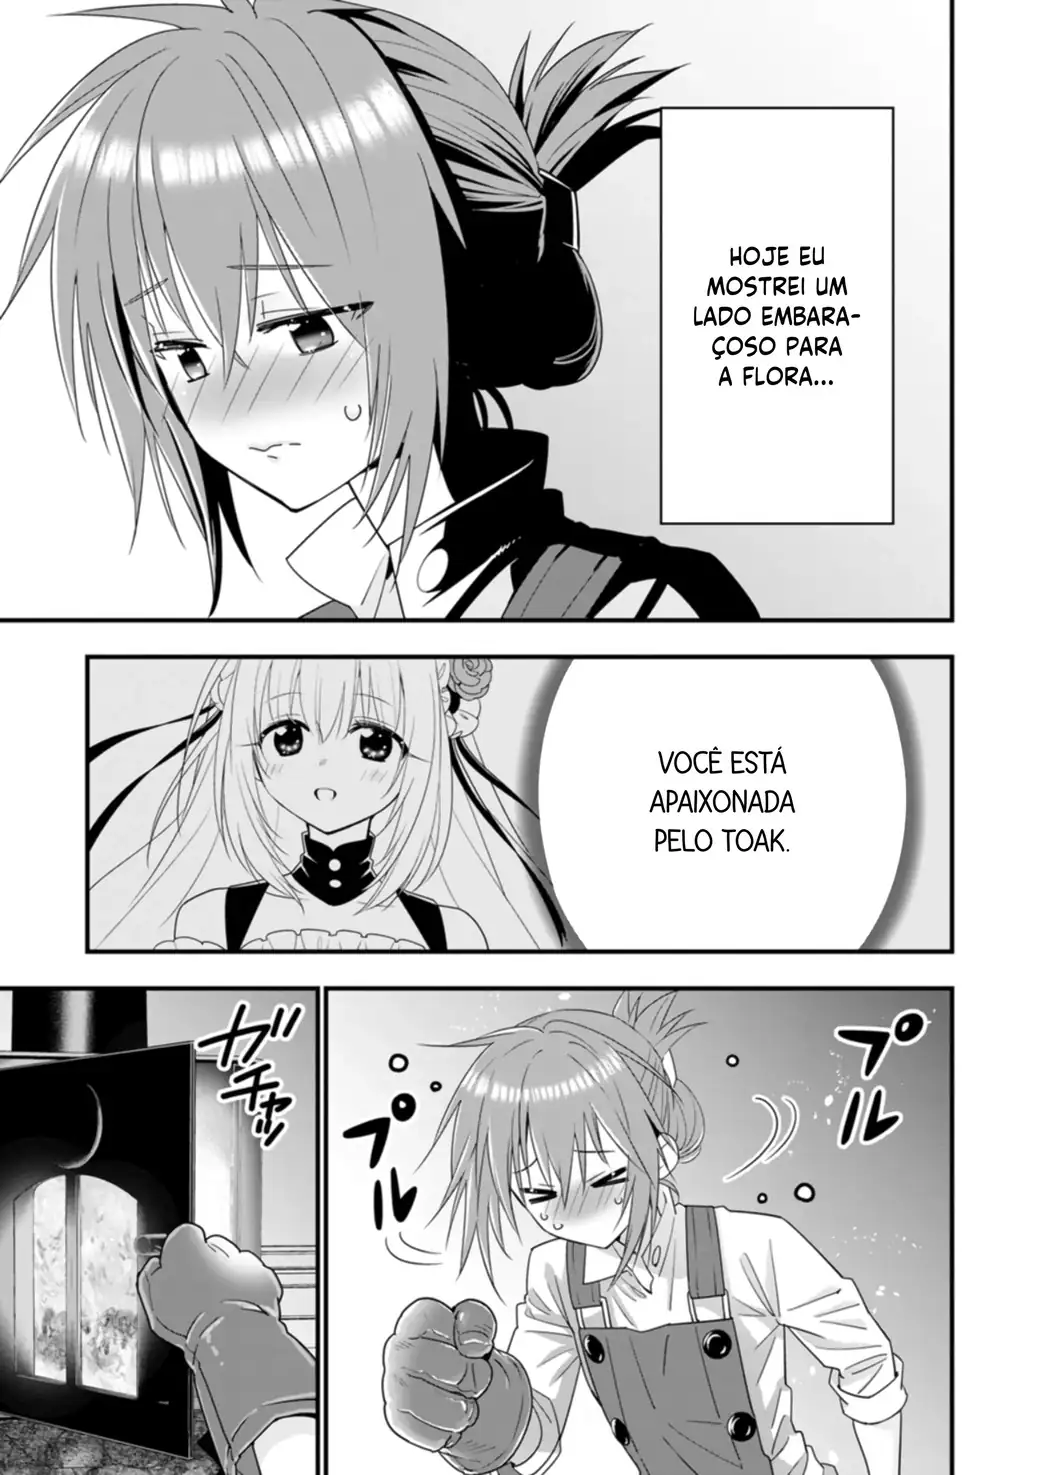 HOJE EU
MOSTREI UM
LADO EMBARA-
ÇOSO PARA
A FLORA...
VOCÊ ESTÁ
APAIXONADA
PELO TOAK.
プル
プル
ガチャッ